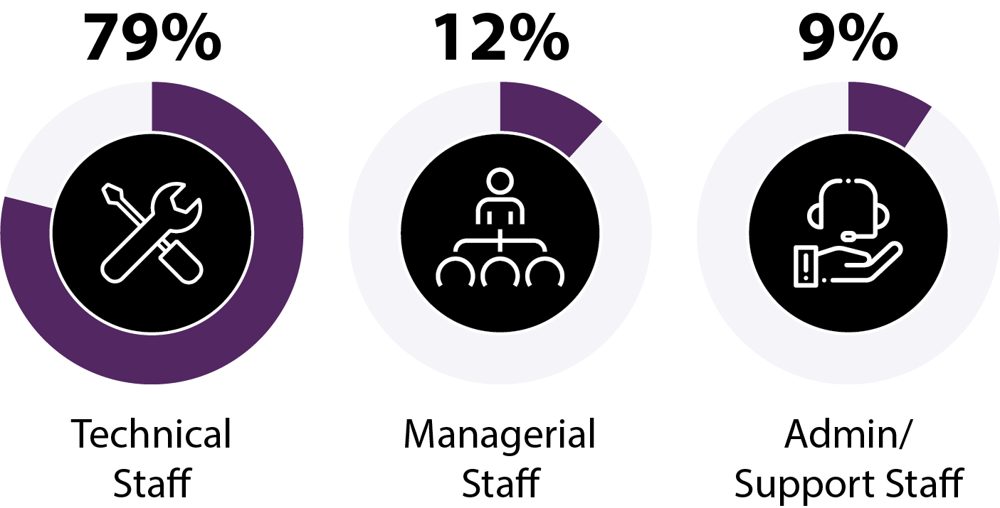 79%
12%
9%
Technical
Staff
Managerial
Staff
Admin/
Support Staff